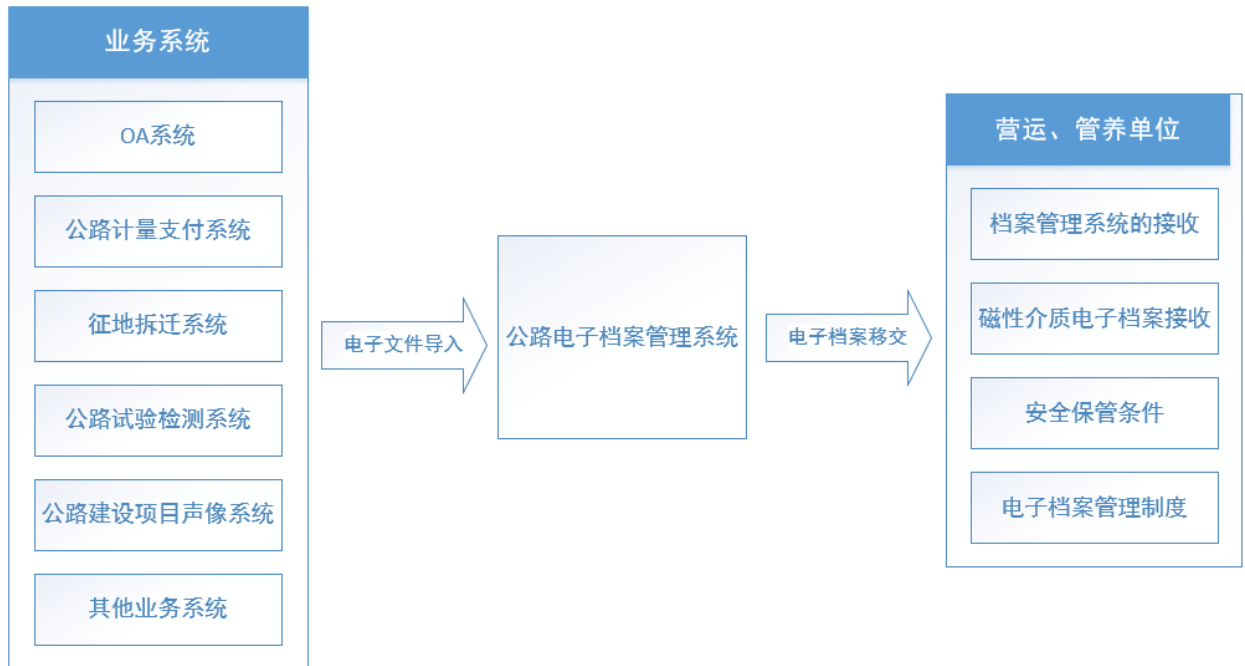 业务系统
OA系统
公路计量支付系统
征地拆迁系统
公路试验检测系统
公路建设项目声像系统
其他业务系统
电子文件导入
公路电子档案管理系统
电子档案移交
营运、管养单位
档案管理系统的接收
磁性介质电子档案接收
安全保管条件
电子档案管理制度